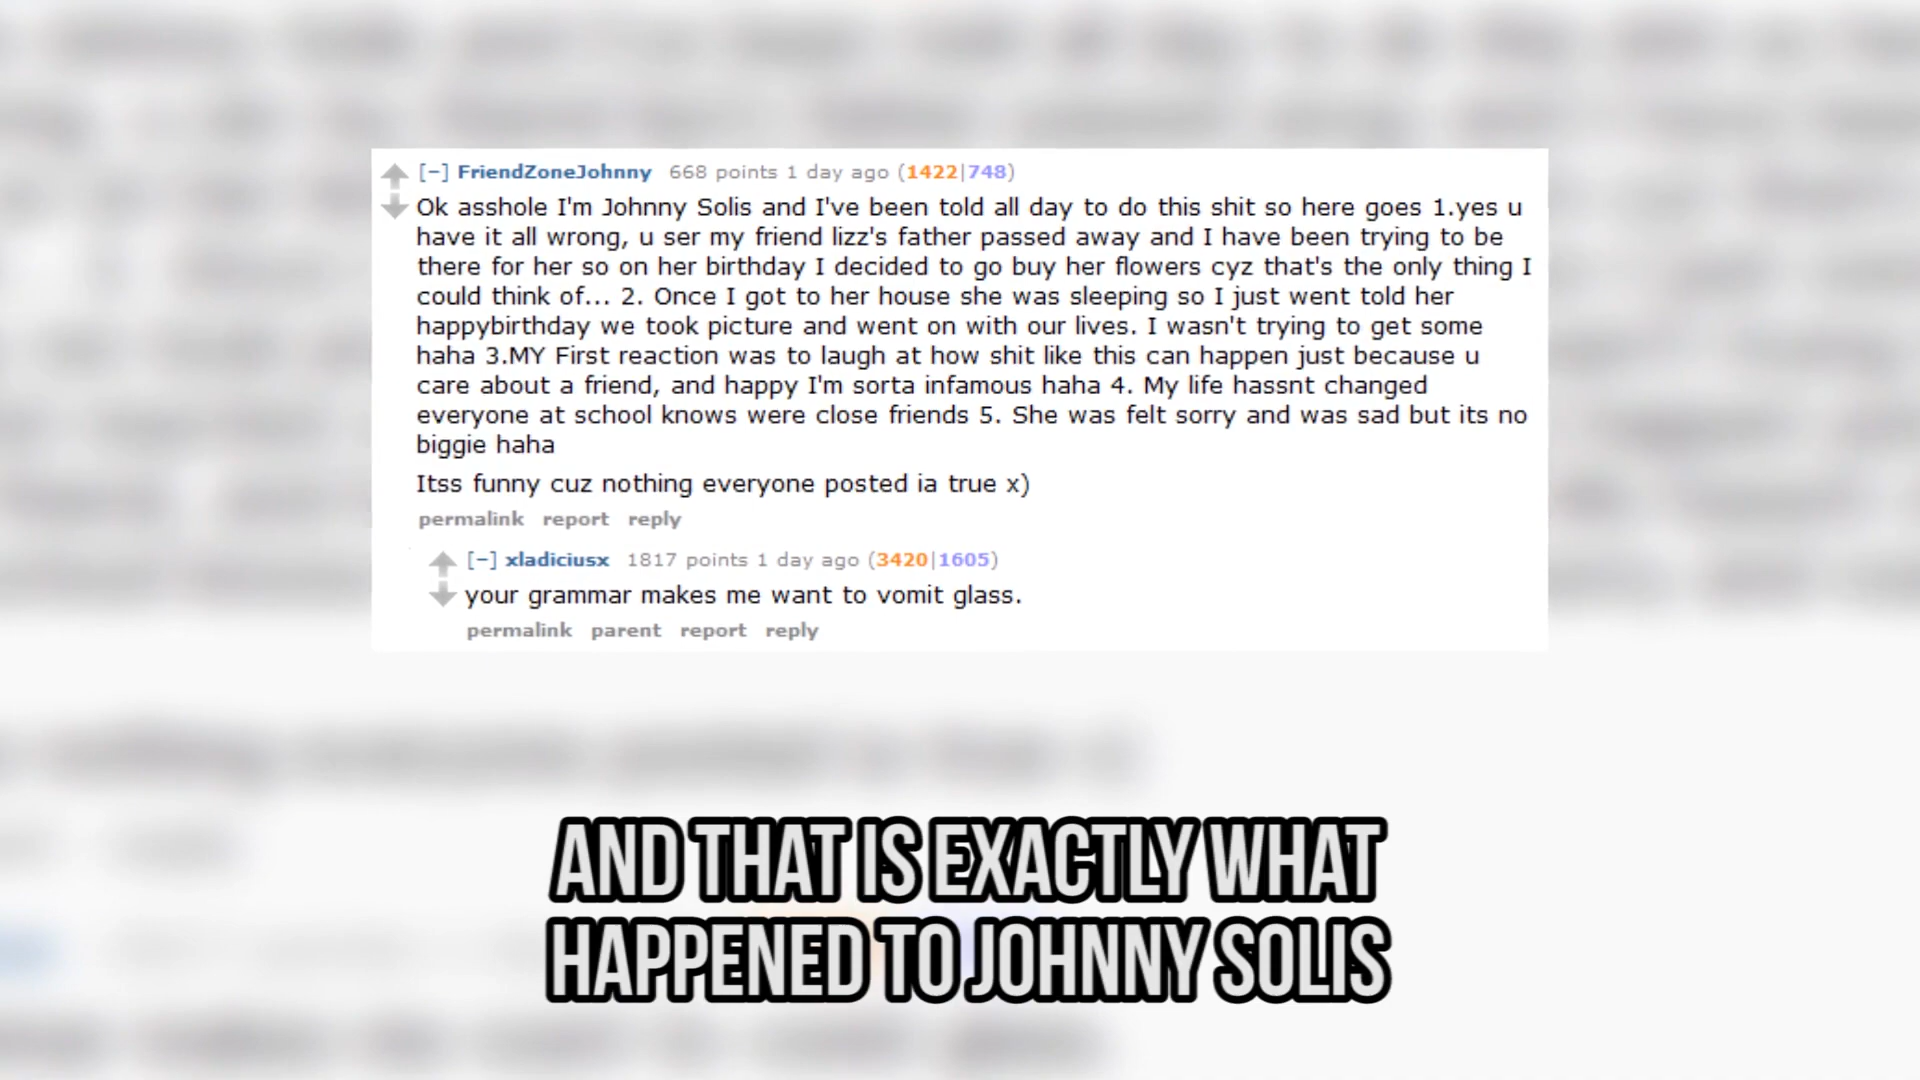 [−] FriendZoneJohnny 668 points 1 day ago (1422|748)
Ok asshole I'm Johnny Solis and I've been told all day to do this shit so here goes 1.yes u
have it all wrong, u ser my friend lizz's father passed away and I have been trying to be
there for her so on her birthday I decided to go buy her flowers cyz that's the only thing I
could think of... 2. Once I got to her house she was sleeping so I just went told her
happybirthday we took picture and went on with our lives. I wasn't trying to get some
haha 3.MY First reaction was to laugh at how shit like this can happen just because u
care about a friend, and happy I'm sorta infamous haha 4. My life hassnt changed
everyone at school knows were close friends 5. She was felt sorry and was sad but its no
biggie haha
Itss funny cuz nothing everyone posted ia true x)
permalink report reply
[−] xladiciusx 1817 points 1 day ago (3420|1605)
your grammar makes me want to vomit glass.
permalink parent report reply
AND THAT IS EXACTLY WHAT
HAPPENED TO JOHNNY SOLIS